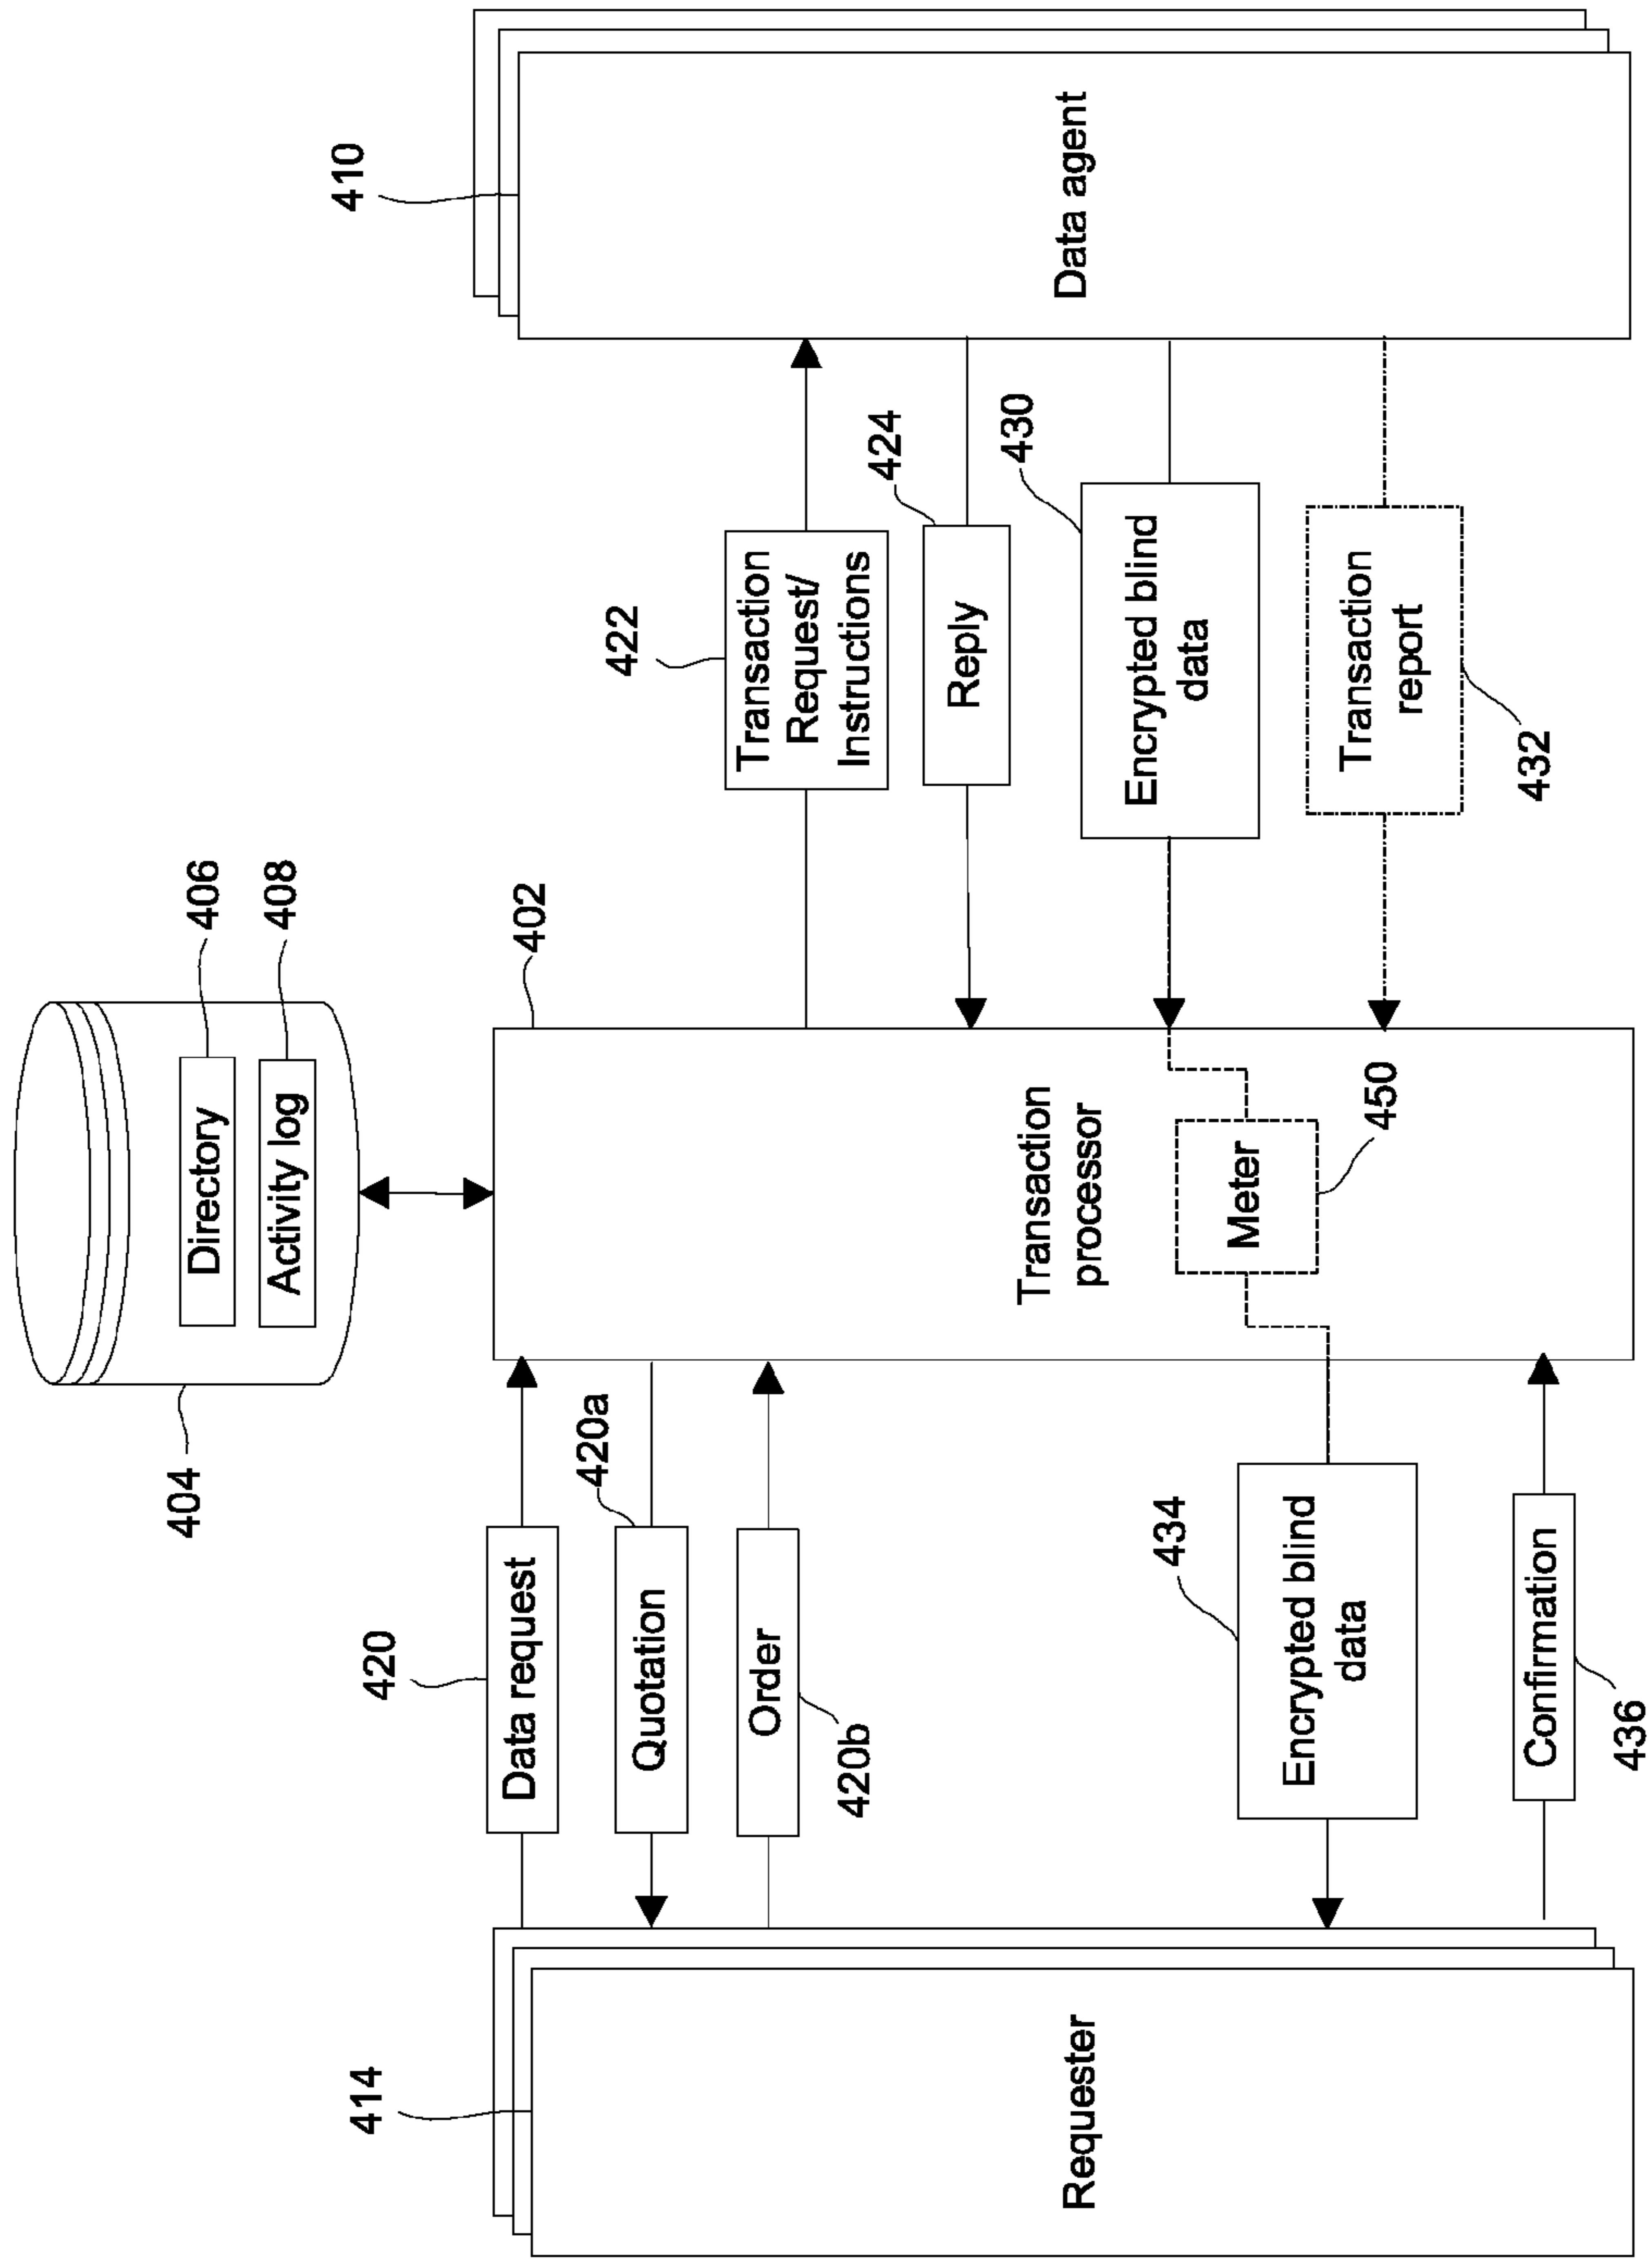 404
Directory
406
Activity log
408
414
Requester
420
Data request
Quotation
420a
Order
420b
434
Encrypted blind
data
Confirmation
436
402
Transaction
processor
Meter
450
422
Transaction
Request/
Instructions
424
Reply
430
Encrypted blind
data
Transaction
report
432
410
Data agent